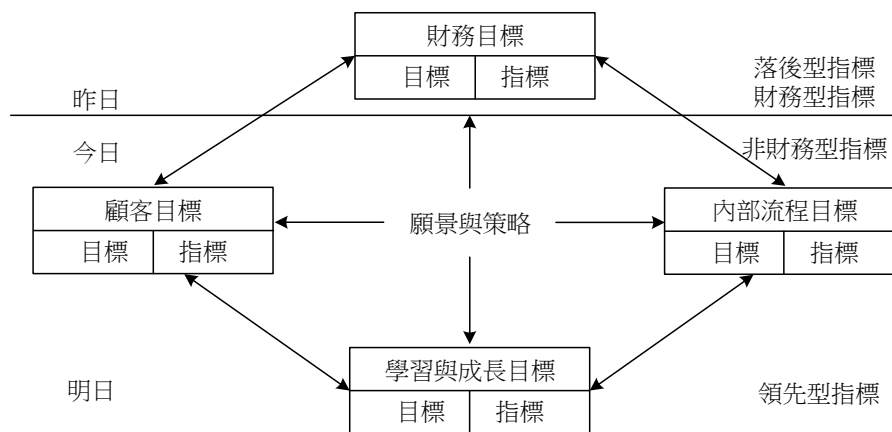 財務目標
目標 指標
落後型指標
財務型指標
昨日
今日
非財務型指標
顧客目標
目標 指標
願景與策略
內部流程目標
目標 指標
學習與成長目標
目標 指標
明日
領先型指標